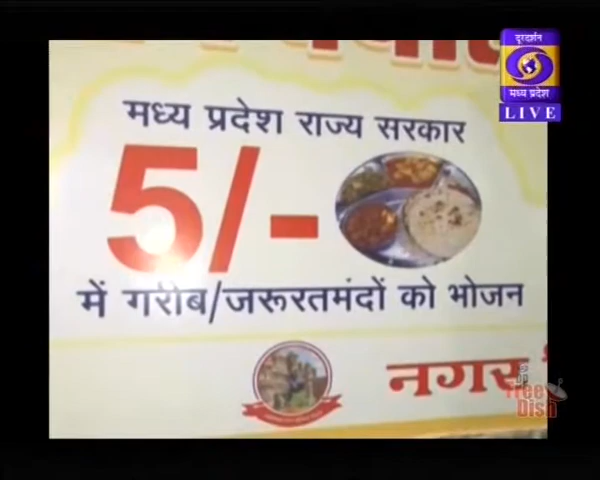 दूरदर्शन
मध्य प्रदेश
LIVE
मध्य प्रदेश राज्य सरकार
5/-
में गरीब/जरूरतमंदों को भोजन
नगर
Free
Dish